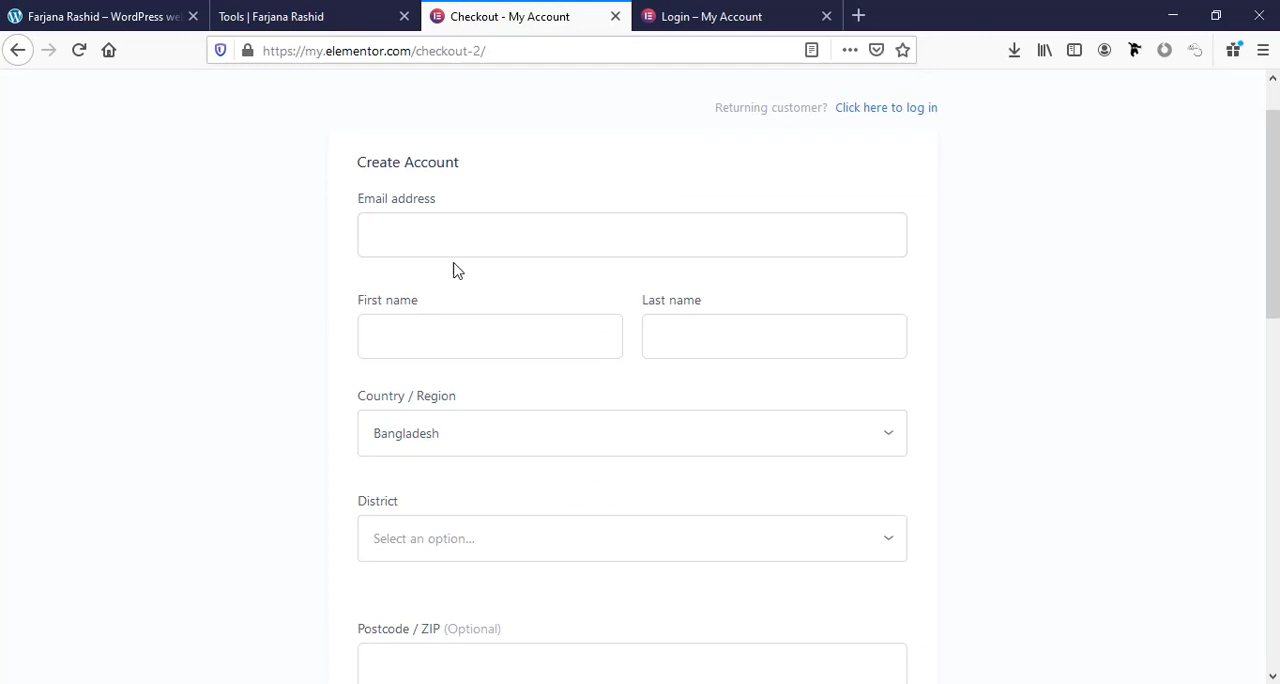 Farjana Rashid – WordPress we
Tools | Farjana Rashid
Checkout - My Account
Login – My Account
https://my.elementor.com/checkout-2/
Returning customer? Click here to log in
Create Account
Email address
First name
Last name
Country / Region
Bangladesh
District
Select an option...
Postcode / ZIP (Optional)